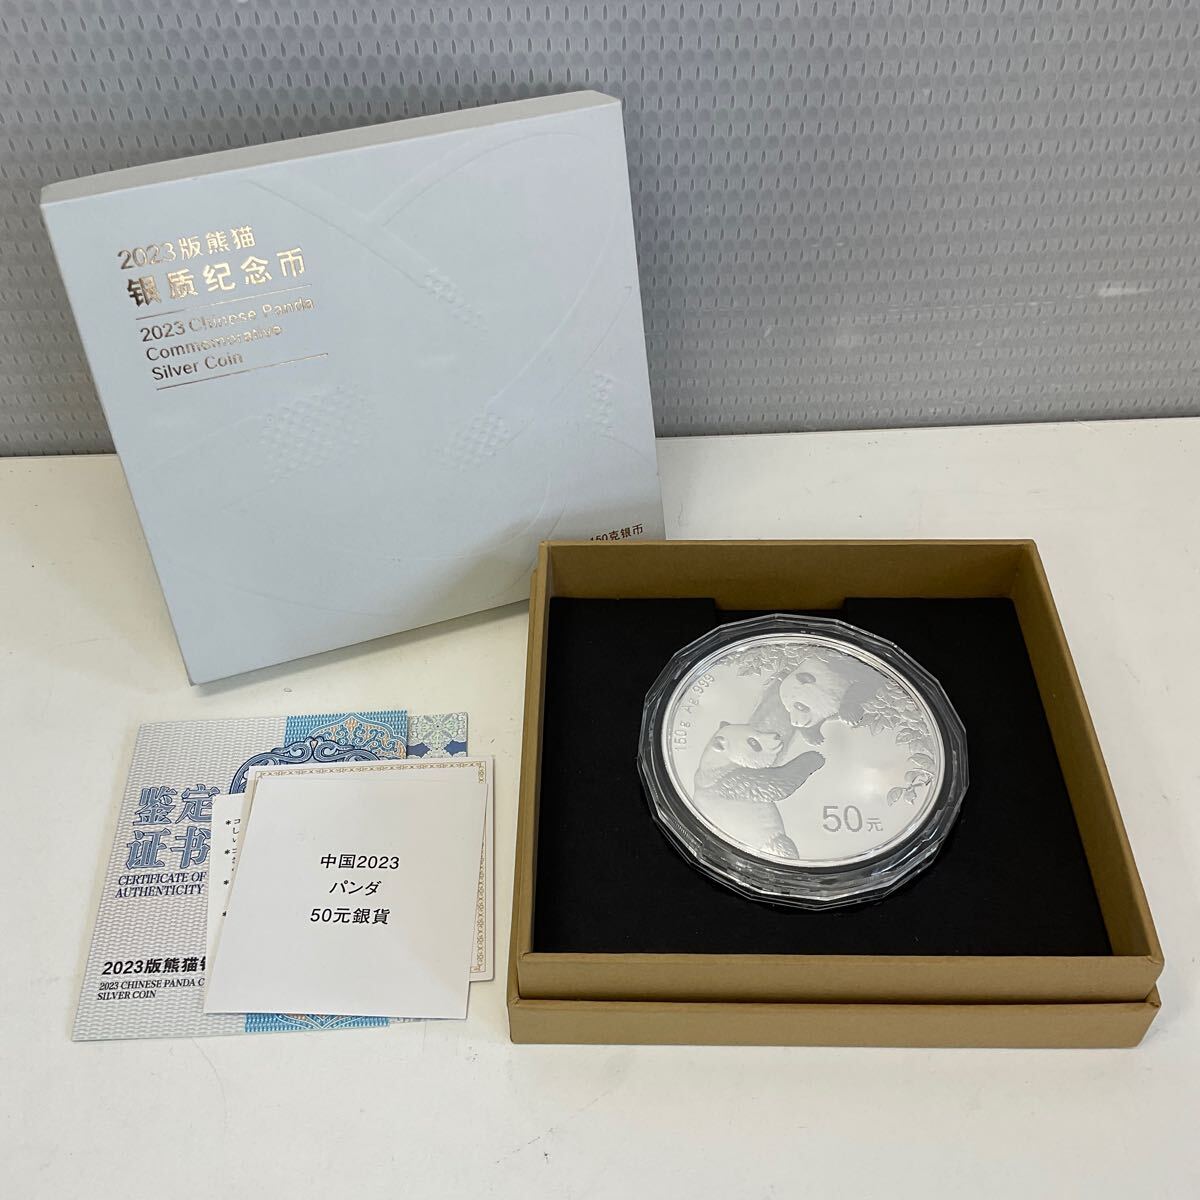 2023版熊猫
银质纪念币
2023 Chinese Panda
Commemorative
Silver Coin
150克银币
150g Ag.999
50元
鉴定
证书
CERTIFICATE OF
AUTHENTICITY
2023版熊猫
2023 CHINESE PANDA C
SILVER COIN
中国2023
パンダ
50元銀貨